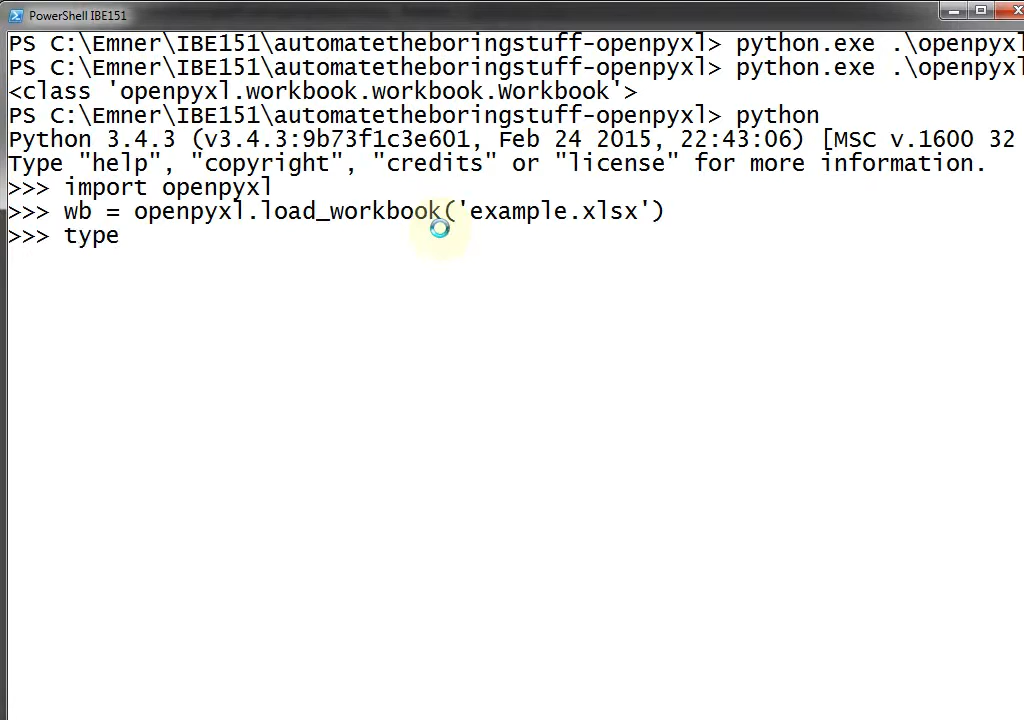 PowerShell IBE151
PS C:\Emner\IBE151\automatetheboringstuff-openpyxl> python.exe .\openpyxl
PS C:\Emner\IBE151\automatetheboringstuff-openpyxl> python.exe .\openpyxl
<class 'openpyxl.workbook.workbook.Workbook'>
PS C:\Emner\IBE151\automatetheboringstuff-openpyxl> python
Python 3.4.3 (v3.4.3:9b73f1c3e601, Feb 24 2015, 22:43:06) [MSC v.1600 32
Type "help", "copyright", "credits" or "license" for more information.
>>> import openpyxl
>>> wb = openpyxl.load_workbook('example.xlsx')
>>> type